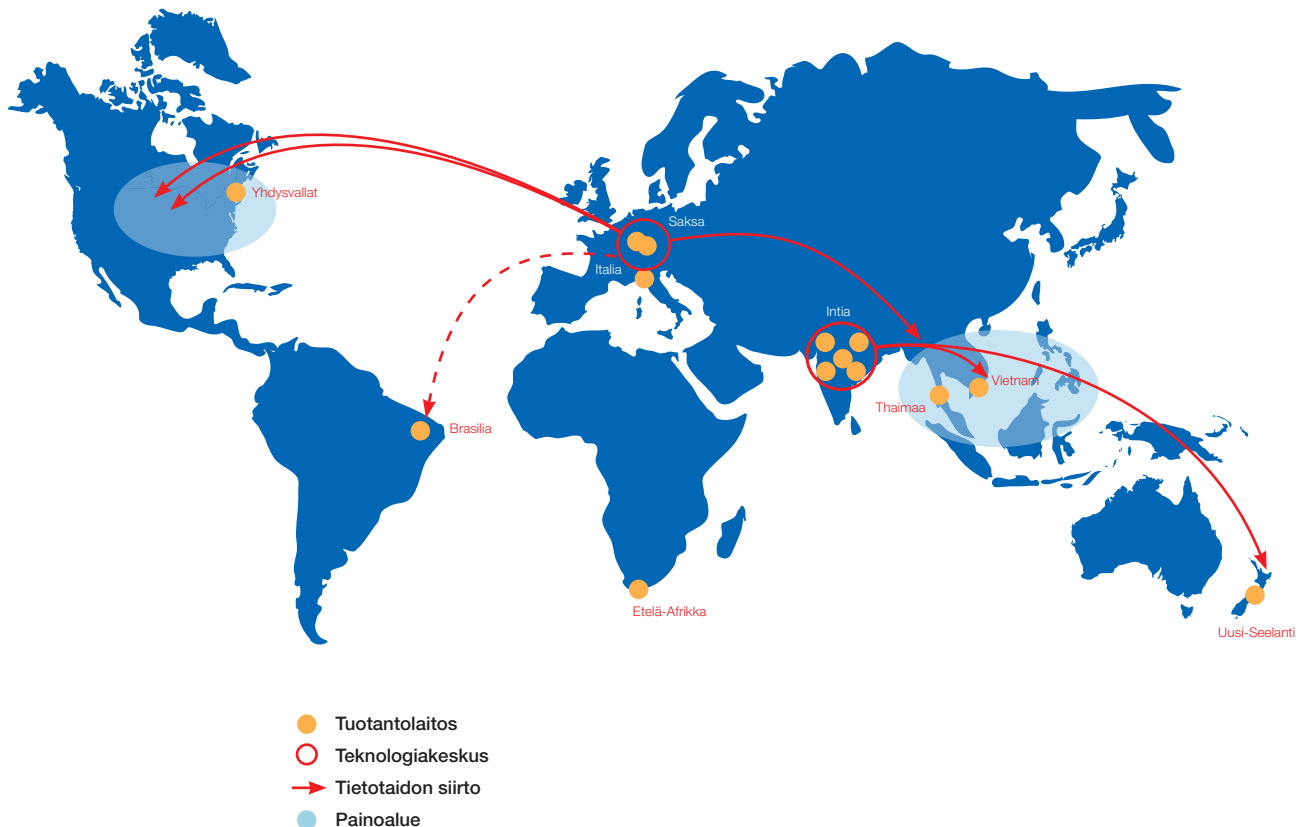 Yhdysvallat
Saksa
Italia
Intia
Vietnam
Thaimaa
Brasilia
Etelä-Afrikka
Uusi-Seelanti
Tuotantolaitos
Teknologiakeskus
Tietotaidon siirto
Painoalue